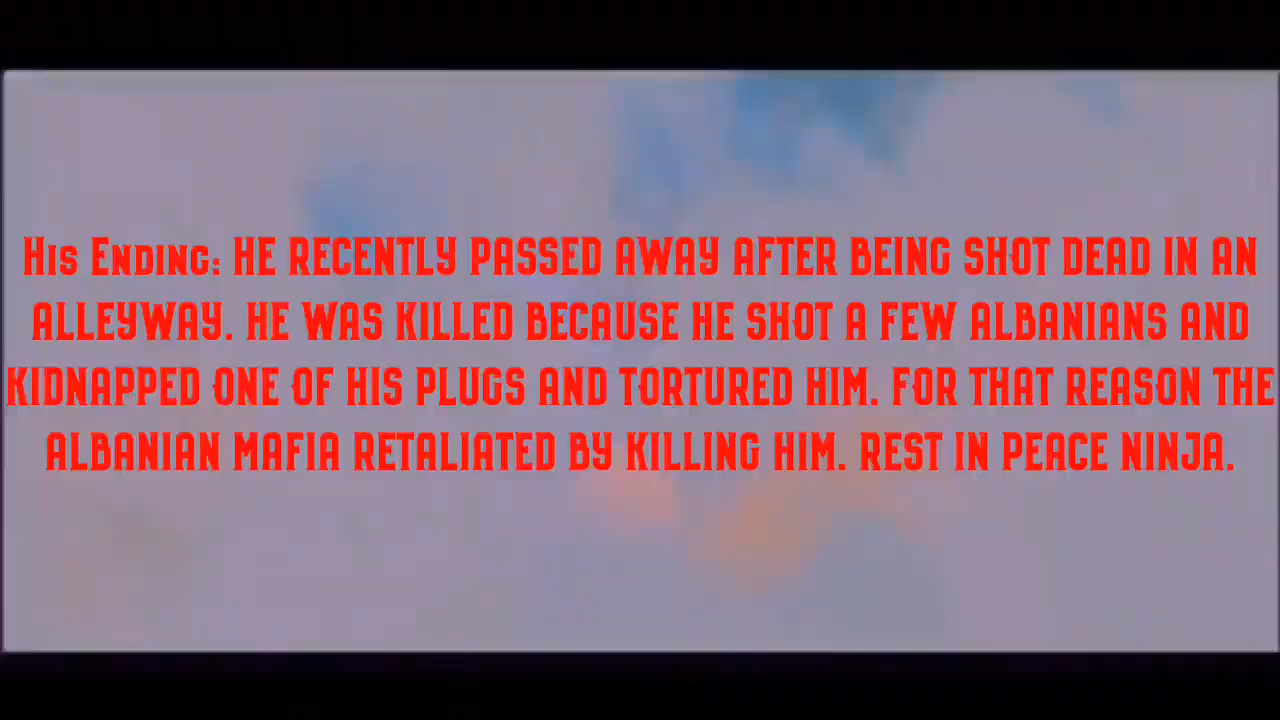 His Ending: HE RECENTLY PASSED AWAY AFTER BEING SHOT DEAD IN AN
ALLEYWAY. HE WAS KILLED BECAUSE HE SHOT A FEW ALBANIANS AND
KIDNAPPED ONE OF HIS PLUGS AND TORTURED HIM. FOR THAT REASON THE
ALBANIAN MAFIA RETALIATED BY KILLING HIM. REST IN PEACE NINJA.